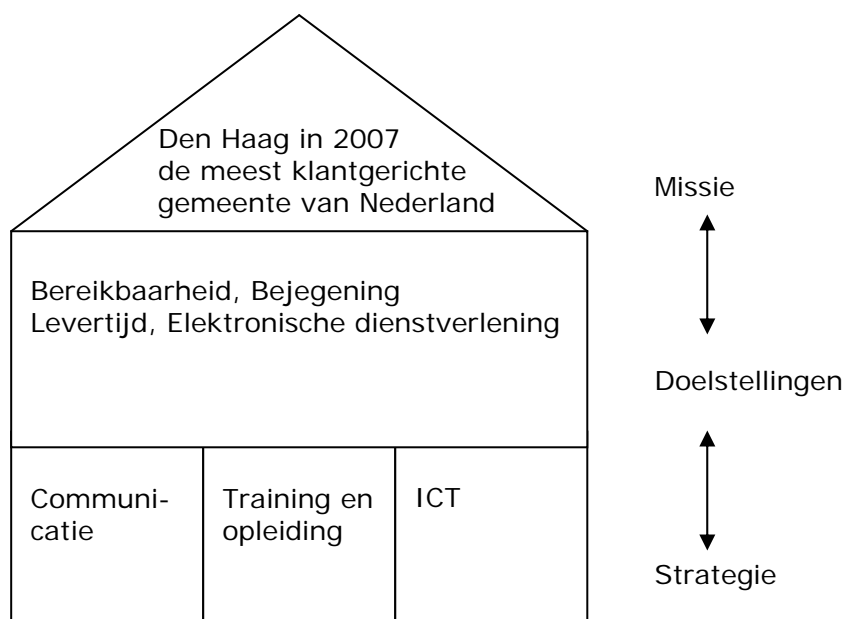 Den Haag in 2007
de meest klantgerichte
gemeente van Nederland
Missie
Bereikbaarheid, Bejegening
Levertijd, Elektronische dienstverlening
Doelstellingen
Communi-
catie
Training en
opleiding
ICT
Strategie